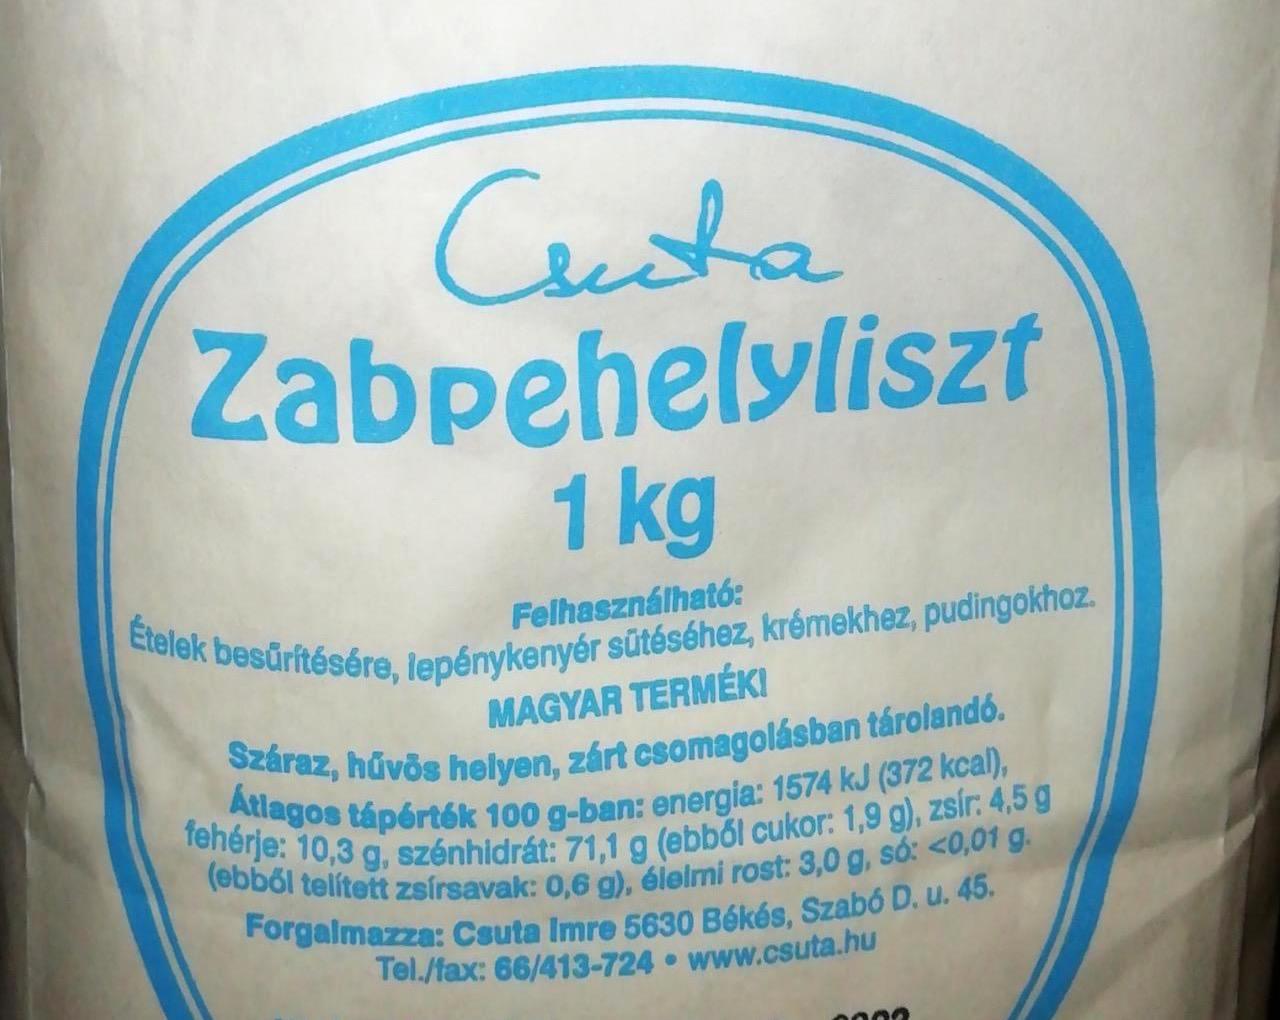 Csuta
Zabpehelyliszt
1 kg
Felhasználható:
Ételek besűrítésére, lepénykenyér sütéséhez, krémekhez, pudingokhoz.
MAGYAR TERMÉK!
Száraz, hűvös helyen, zárt csomagolásban tárolandó.
Átlagos tápérték 100 g-ban: energia: 1574 kJ (372 kcal),
fehérje: 10,3 g, szénhidrát: 71,1 g (ebből cukor: 1,9 g), zsír: 4,5 g
(ebből telített zsírsavak: 0,6 g), élelmi rost: 3,0 g, só: <0,01 g.
Forgalmazza: Csuta Imre 5630 Békés, Szabó D. u. 45.
Tel./fax: 66/413-724 • www.csuta.hu